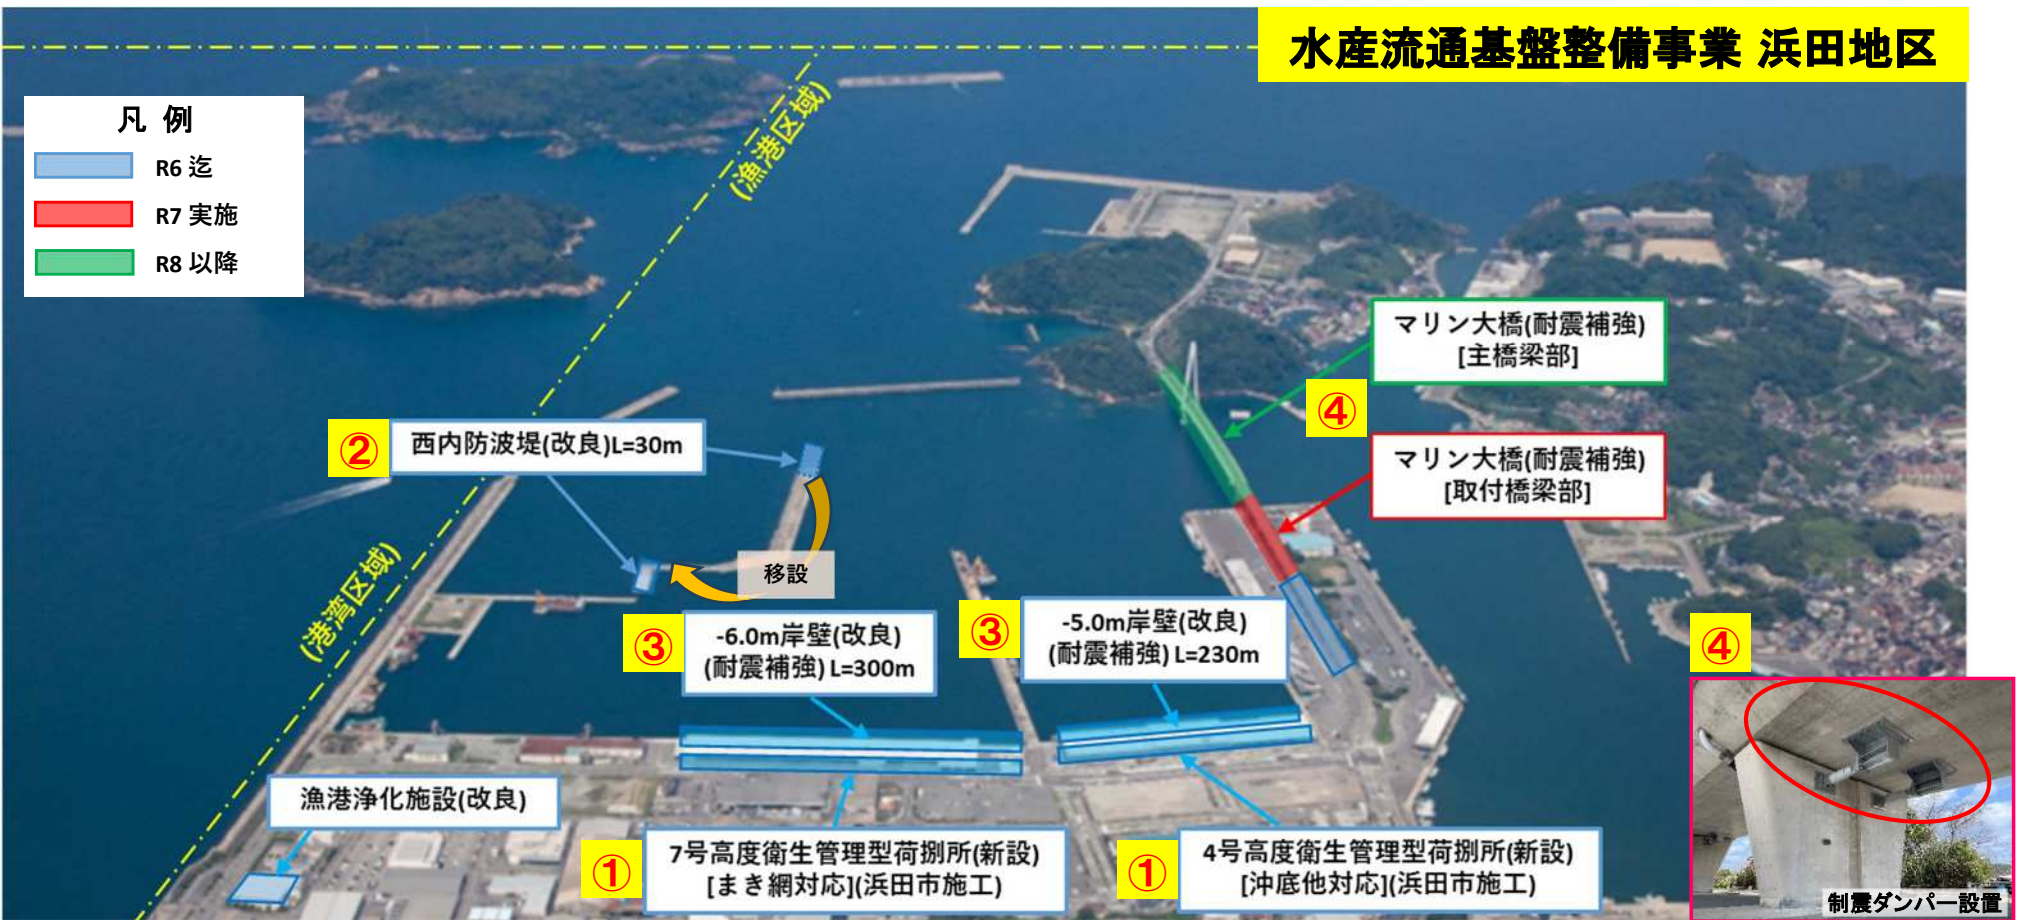 水産流通基盤整備事業 浜田地区
凡 例
R6 迄
R7 実施
R8 以降
(漁港区域)
(港湾区域)
マリン大橋(耐震補強)
[主橋梁部]
④
マリン大橋(耐震補強)
[取付橋梁部]
②
西内防波堤(改良)L=30m
移設
③
-6.0m岸壁(改良)
(耐震補強) L=300m
③
-5.0m岸壁(改良)
(耐震補強) L=230m
④
制震ダンパー設置
漁港浄化施設(改良)
①
7号高度衛生管理型荷捌所(新設)
[まき網対応](浜田市施工)
①
4号高度衛生管理型荷捌所(新設)
[沖底他対応](浜田市施工)